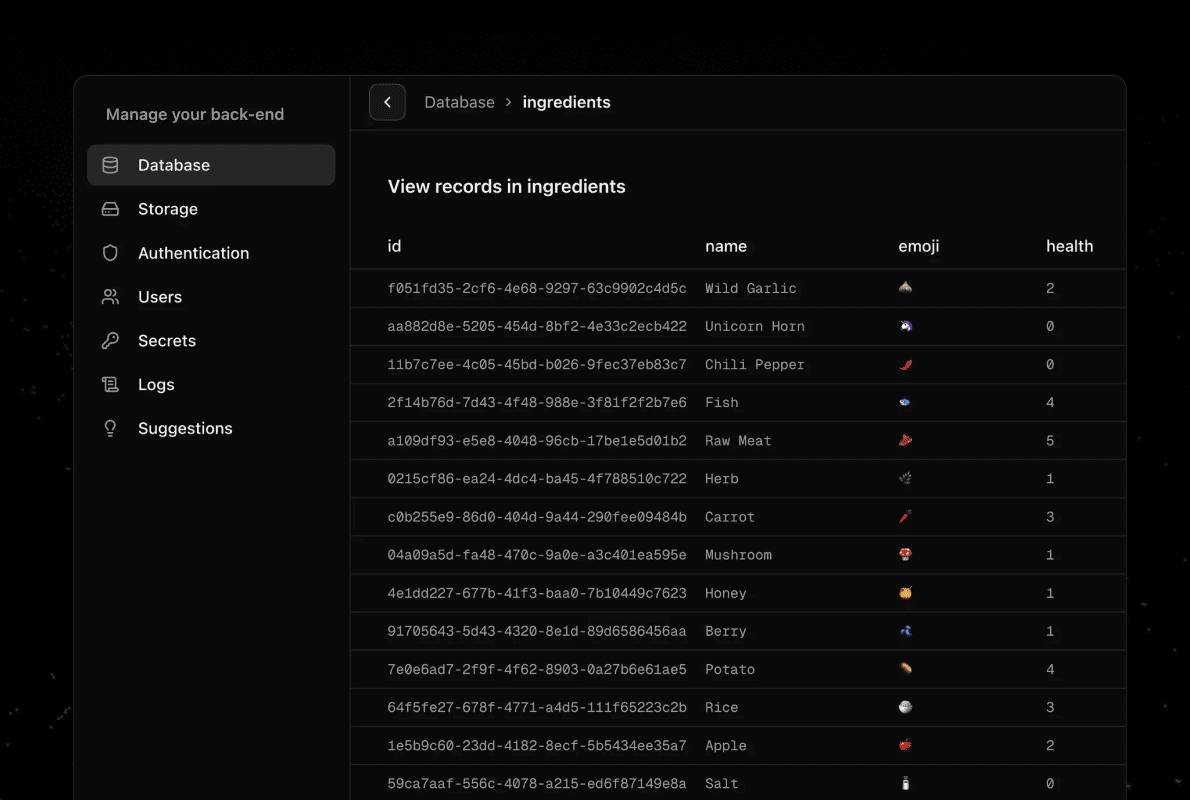 Manage your back-end
Database
Storage
Authentication
Users
Secrets
Logs
Suggestions
Database › ingredients
View records in ingredients
id name emoji health
f051fd35-2cf6-4e68-9297-63c9902c4d5c Wild Garlic 🧄 2
aa882d8e-5205-454d-8bf2-4e33c2ecb422 Unicorn Horn 🦄 0
11b7c7ee-4c05-45bd-b026-9fec37eb83c7 Chili Pepper 🌶️ 0
2f14b76d-7d43-4f48-988e-3f81f2f2b7e6 Fish 🐟 4
a109df93-e5e8-4048-96cb-17be1e5d01b2 Raw Meat 🥩 5
0215cf86-ea24-4dc4-ba45-4f788510c722 Herb 🌿 1
c0b255e9-86d0-404d-9a44-290fee09484b Carrot 🥕 3
04a09a5d-fa48-470c-9a0e-a3c401ea595e Mushroom 🍄 1
4e1dd227-677b-41f3-baa0-7b10449c7623 Honey 🍯 1
91705643-5d43-4320-8e1d-89d6586456aa Berry 🫐 1
7e0e6ad7-2f9f-4f62-8903-0a27b6e61ae5 Potato 🥔 4
64f5fe27-678f-4771-a4d5-111f65223c2b Rice 🍚 3
1e5b9c60-23dd-4182-8ecf-5b5434ee35a7 Apple 🍎 2
59ca7aaf-556c-4078-a215-ed6f87149e8a Salt 🧂 0